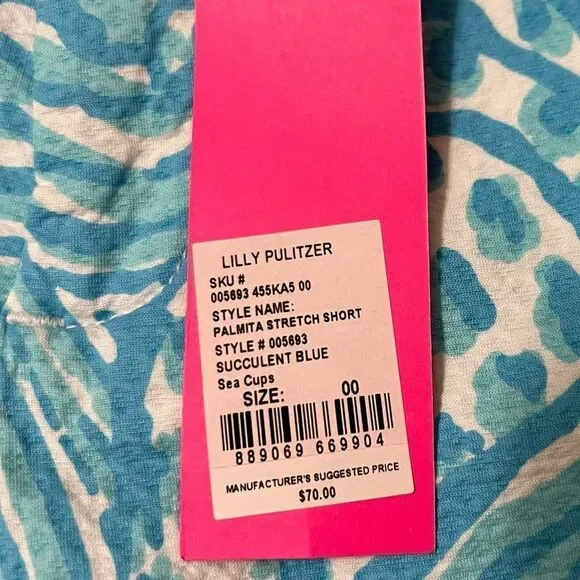 LILLY PULITZER
SKU #
005693 455KA5 00
STYLE NAME:
PALMITA STRETCH SHORT
STYLE # 005693
SUCCULENT BLUE
Sea Cups
SIZE: 00
889069 669904
MANUFACTURER'S SUGGESTED PRICE
$70.00